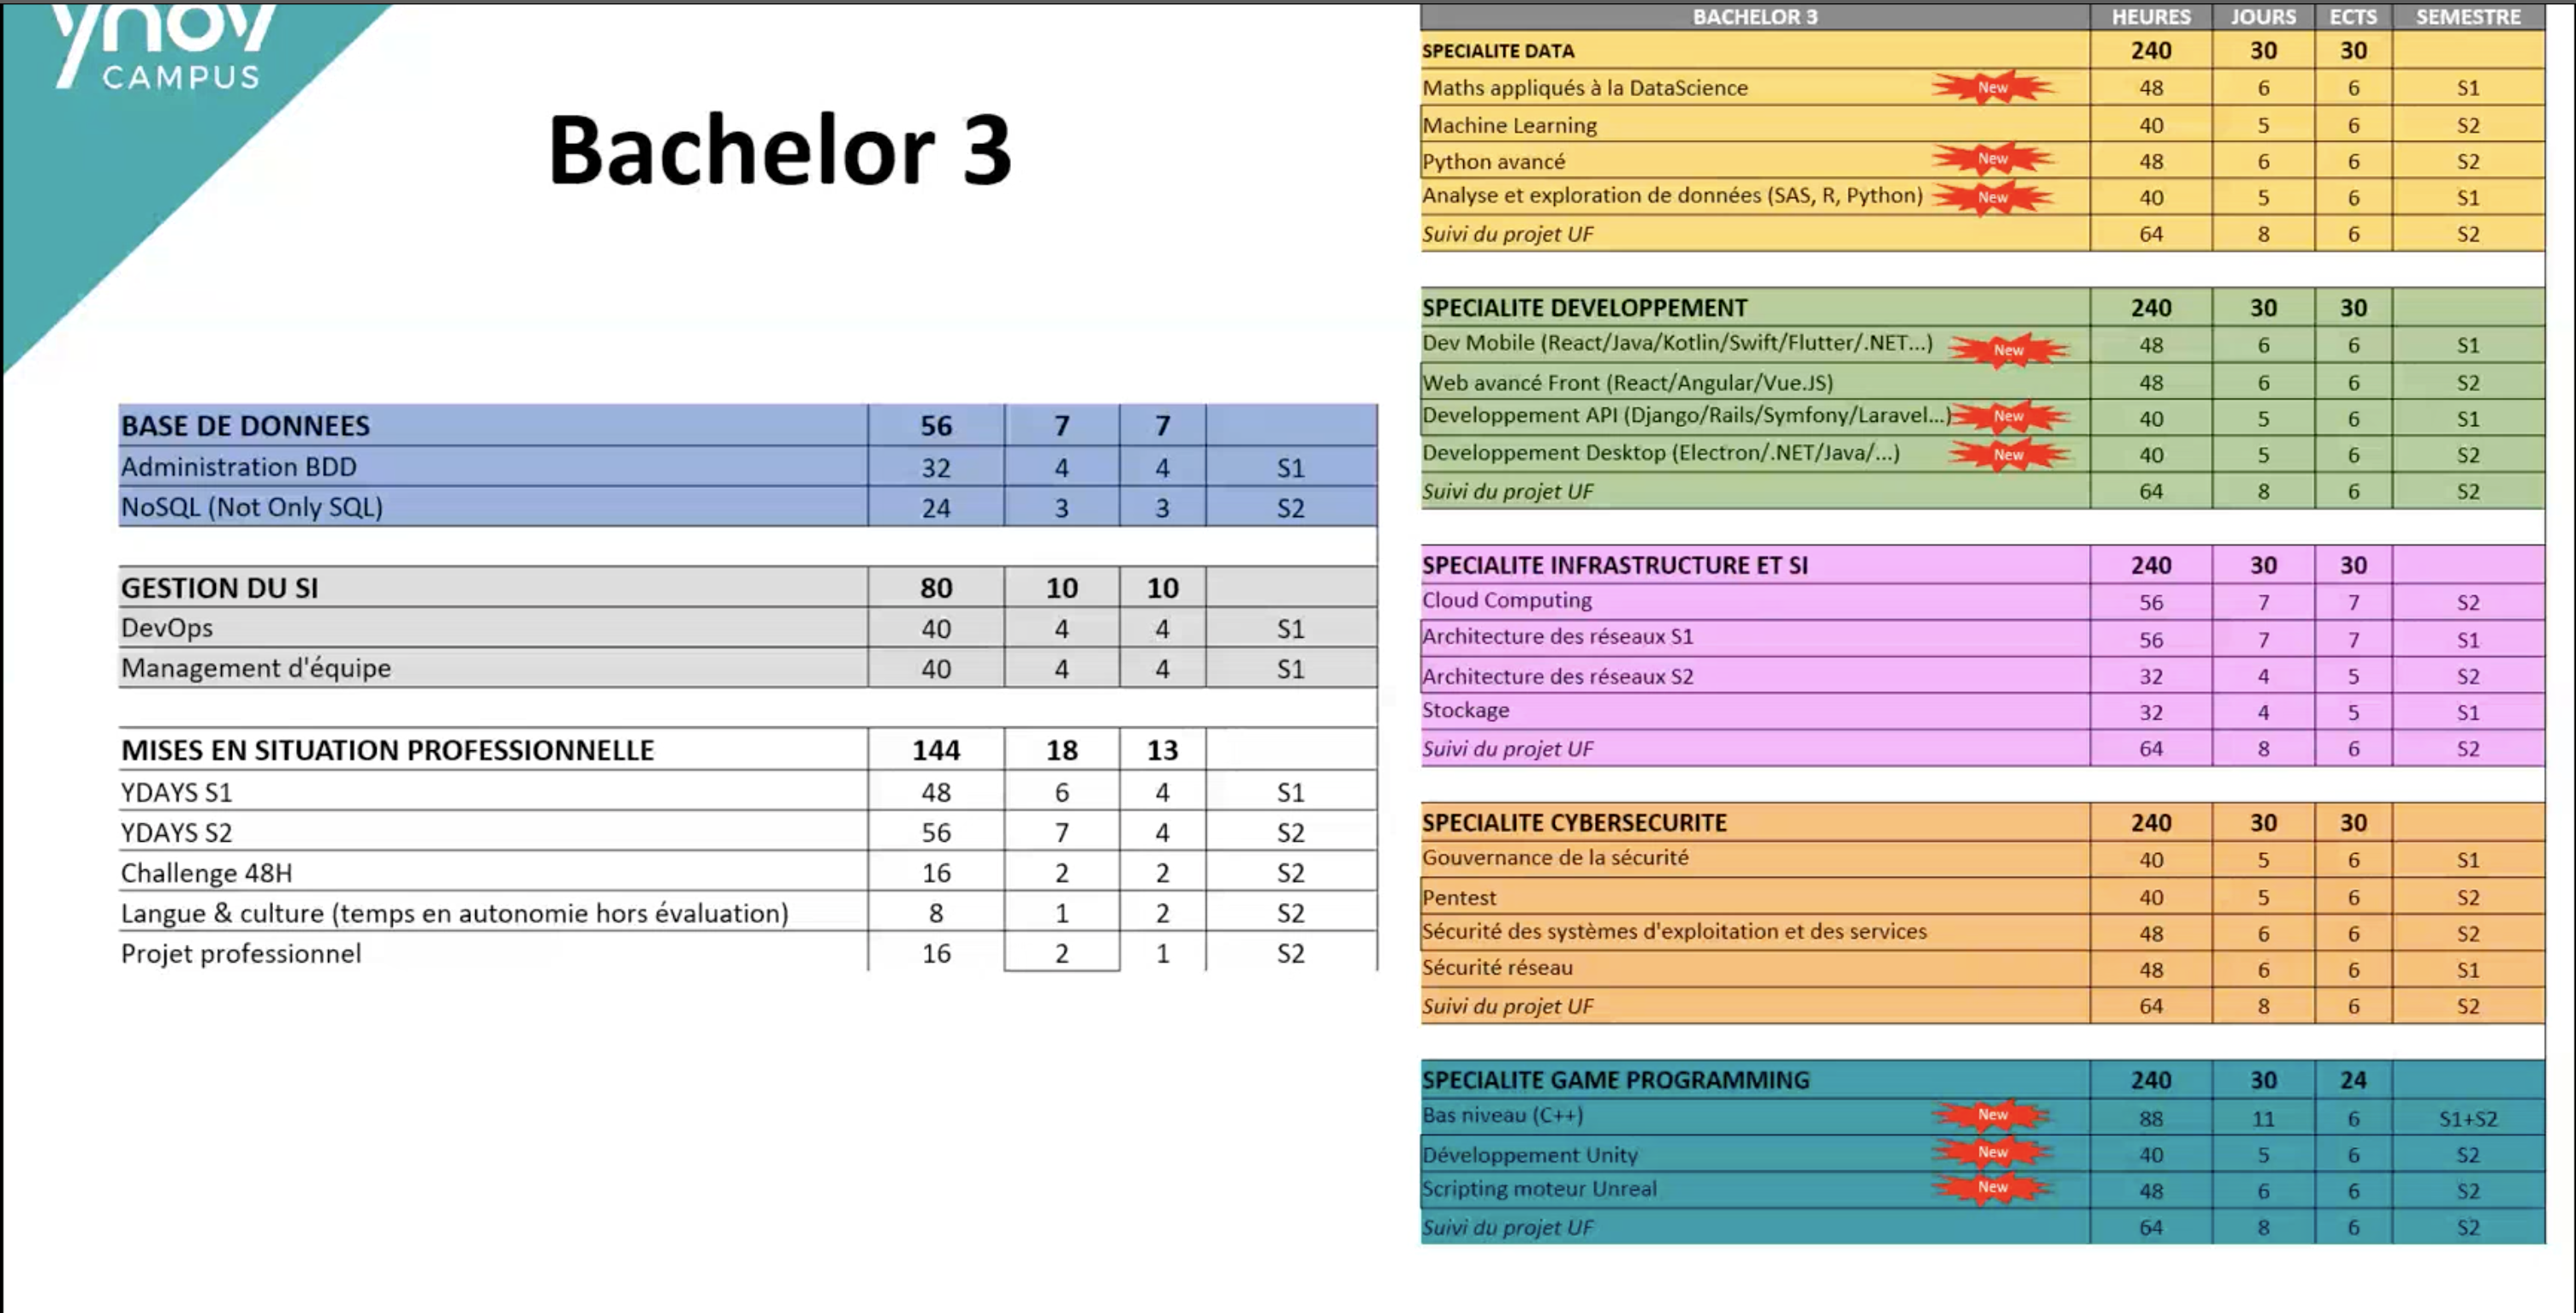 ynov
CAMPUS
Bachelor 3
BASE DE DONNEES 56 7 7
Administration BDD 32 4 4 S1
NoSQL (Not Only SQL) 24 3 3 S2
GESTION DU SI 80 10 10
DevOps 40 4 4 S1
Management d'équipe 40 4 4 S1
MISES EN SITUATION PROFESSIONNELLE 144 18 13
YDAYS S1 48 6 4 S1
YDAYS S2 56 7 4 S2
Challenge 48H 16 2 2 S2
Langue & culture (temps en autonomie hors évaluation) 8 1 2 S2
Projet professionnel 16 2 1 S2
BACHELOR 3 HEURES JOURS ECTS SEMESTRE
SPECIALITE DATA 240 30 30
Maths appliqués à la DataScience New 48 6 6 S1
Machine Learning 40 5 6 S2
Python avancé New 48 6 6 S2
Analyse et exploration de données (SAS, R, Python) New 40 5 6 S1
Suivi du projet UF 64 8 6 S2
SPECIALITE DEVELOPPEMENT 240 30 30
Dev Mobile (React/Java/Kotlin/Swift/Flutter/.NET...) New 48 6 6 S1
Web avancé Front (React/Angular/Vue.JS) 48 6 6 S2
Developpement API (Django/Rails/Symfony/Laravel...) New 40 5 6 S1
Developpement Desktop (Electron/.NET/Java/...) New 40 5 6 S2
Suivi du projet UF 64 8 6 S2
SPECIALITE INFRASTRUCTURE ET SI 240 30 30
Cloud Computing 56 7 7 S2
Architecture des réseaux S1 56 7 7 S1
Architecture des réseaux S2 32 4 5 S2
Stockage 32 4 5 S1
Suivi du projet UF 64 8 6 S2
SPECIALITE CYBERSECURITE 240 30 30
Gouvernance de la sécurité 40 5 6 S1
Pentest 40 5 6 S2
Sécurité des systèmes d'exploitation et des services 48 6 6 S2
Sécurité réseau 48 6 6 S1
Suivi du projet UF 64 8 6 S2
SPECIALITE GAME PROGRAMMING 240 30 24
Bas niveau (C++) New 88 11 6 S1+S2
Développement Unity New 40 5 6 S2
Scripting moteur Unreal New 48 6 6 S2
Suivi du projet UF 64 8 6 S2